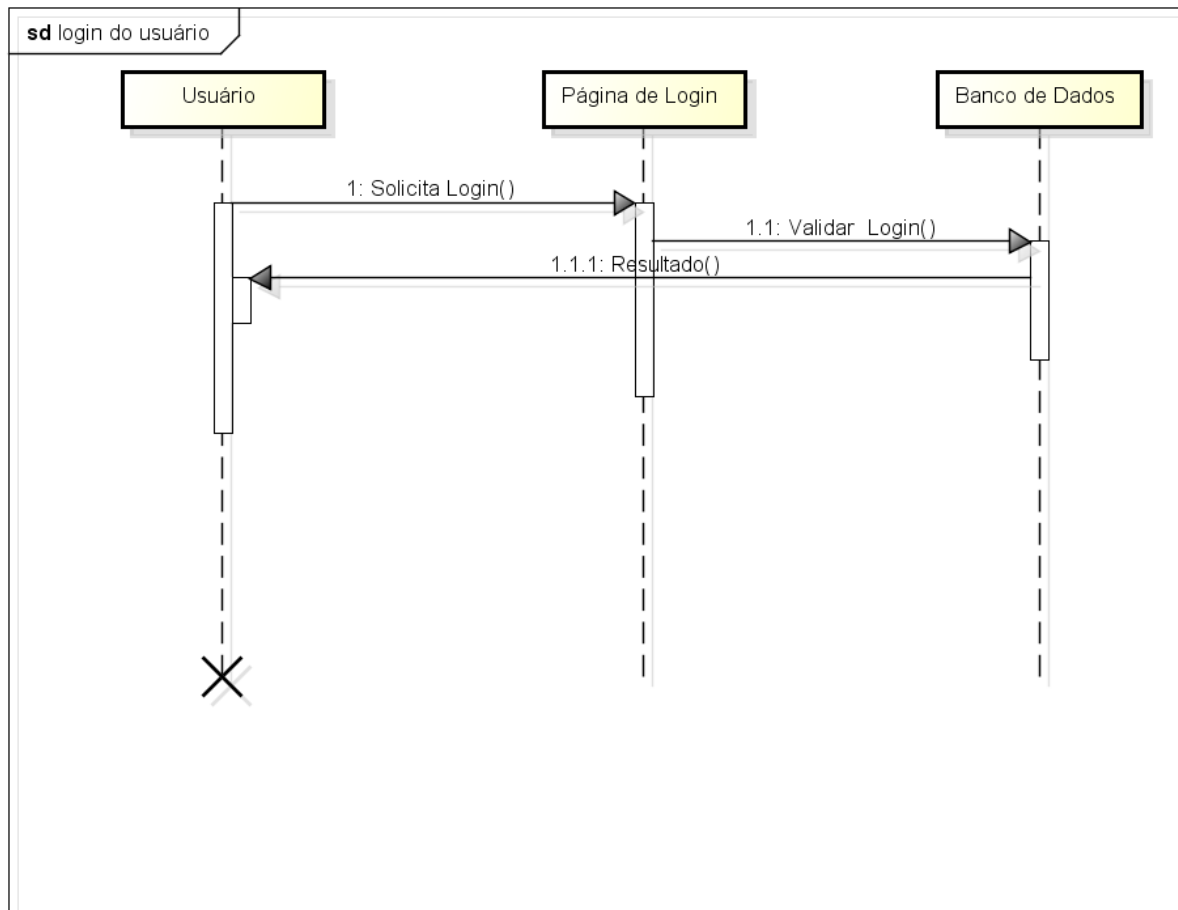 sd login do usuário
Usuário
Página de Login
Banco de Dados
1: Solicita Login()
1.1: Validar Login()
1.1.1: Resultado()